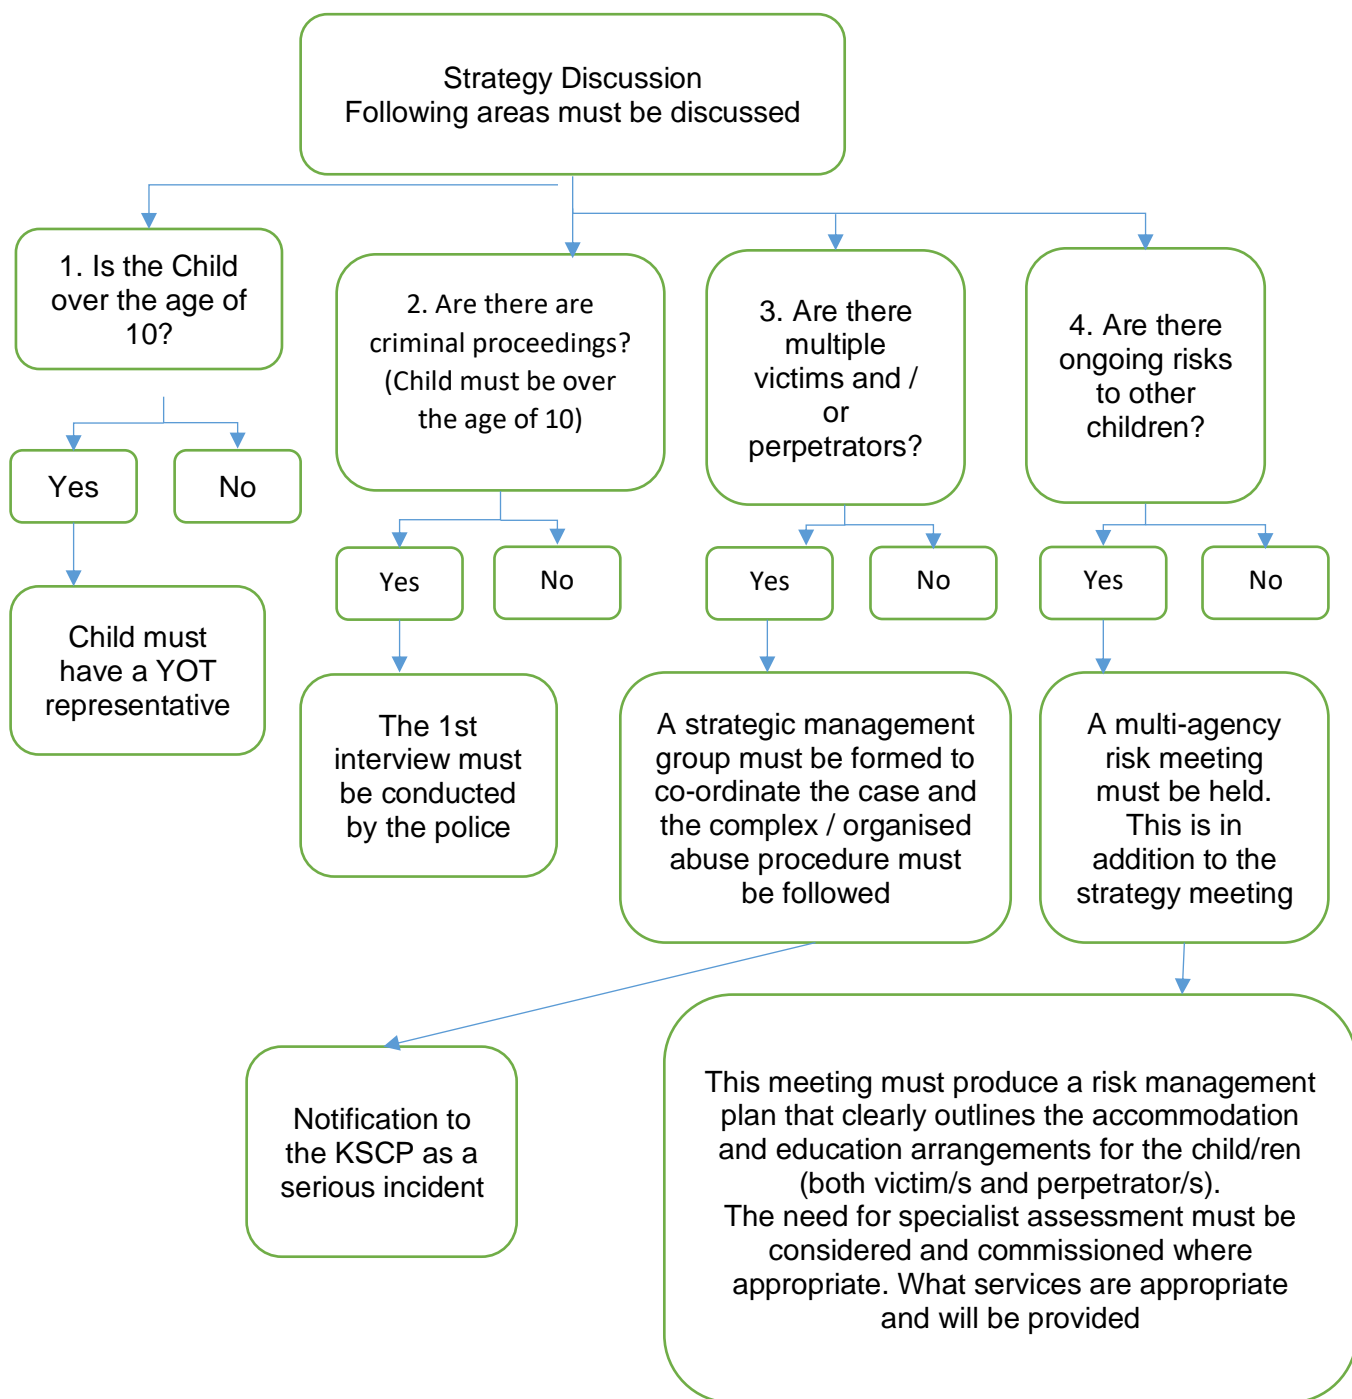 Strategy Discussion
Following areas must be discussed
1. Is the Child
over the age of
10?
2. Are there are
criminal proceedings?
(Child must be over
the age of 10)
3. Are there
multiple
victims and /
or
perpetrators?
4. Are there
ongoing risks
to other
children?
Yes
No
Yes
No
Yes
No
Yes
No
Child must
have a YOT
representative
The 1st
interview must
be conducted
by the police
A strategic management
group must be formed to
co-ordinate the case and
the complex / organised
abuse procedure must
be followed
A multi-agency
risk meeting
must be held.
This is in
addition to the
strategy meeting
Notification to
the KSCP as a
serious incident
This meeting must produce a risk management
plan that clearly outlines the accommodation
and education arrangements for the child/ren
(both victim/s and perpetrator/s).
The need for specialist assessment must be
considered and commissioned where
appropriate. What services are appropriate
and will be provided